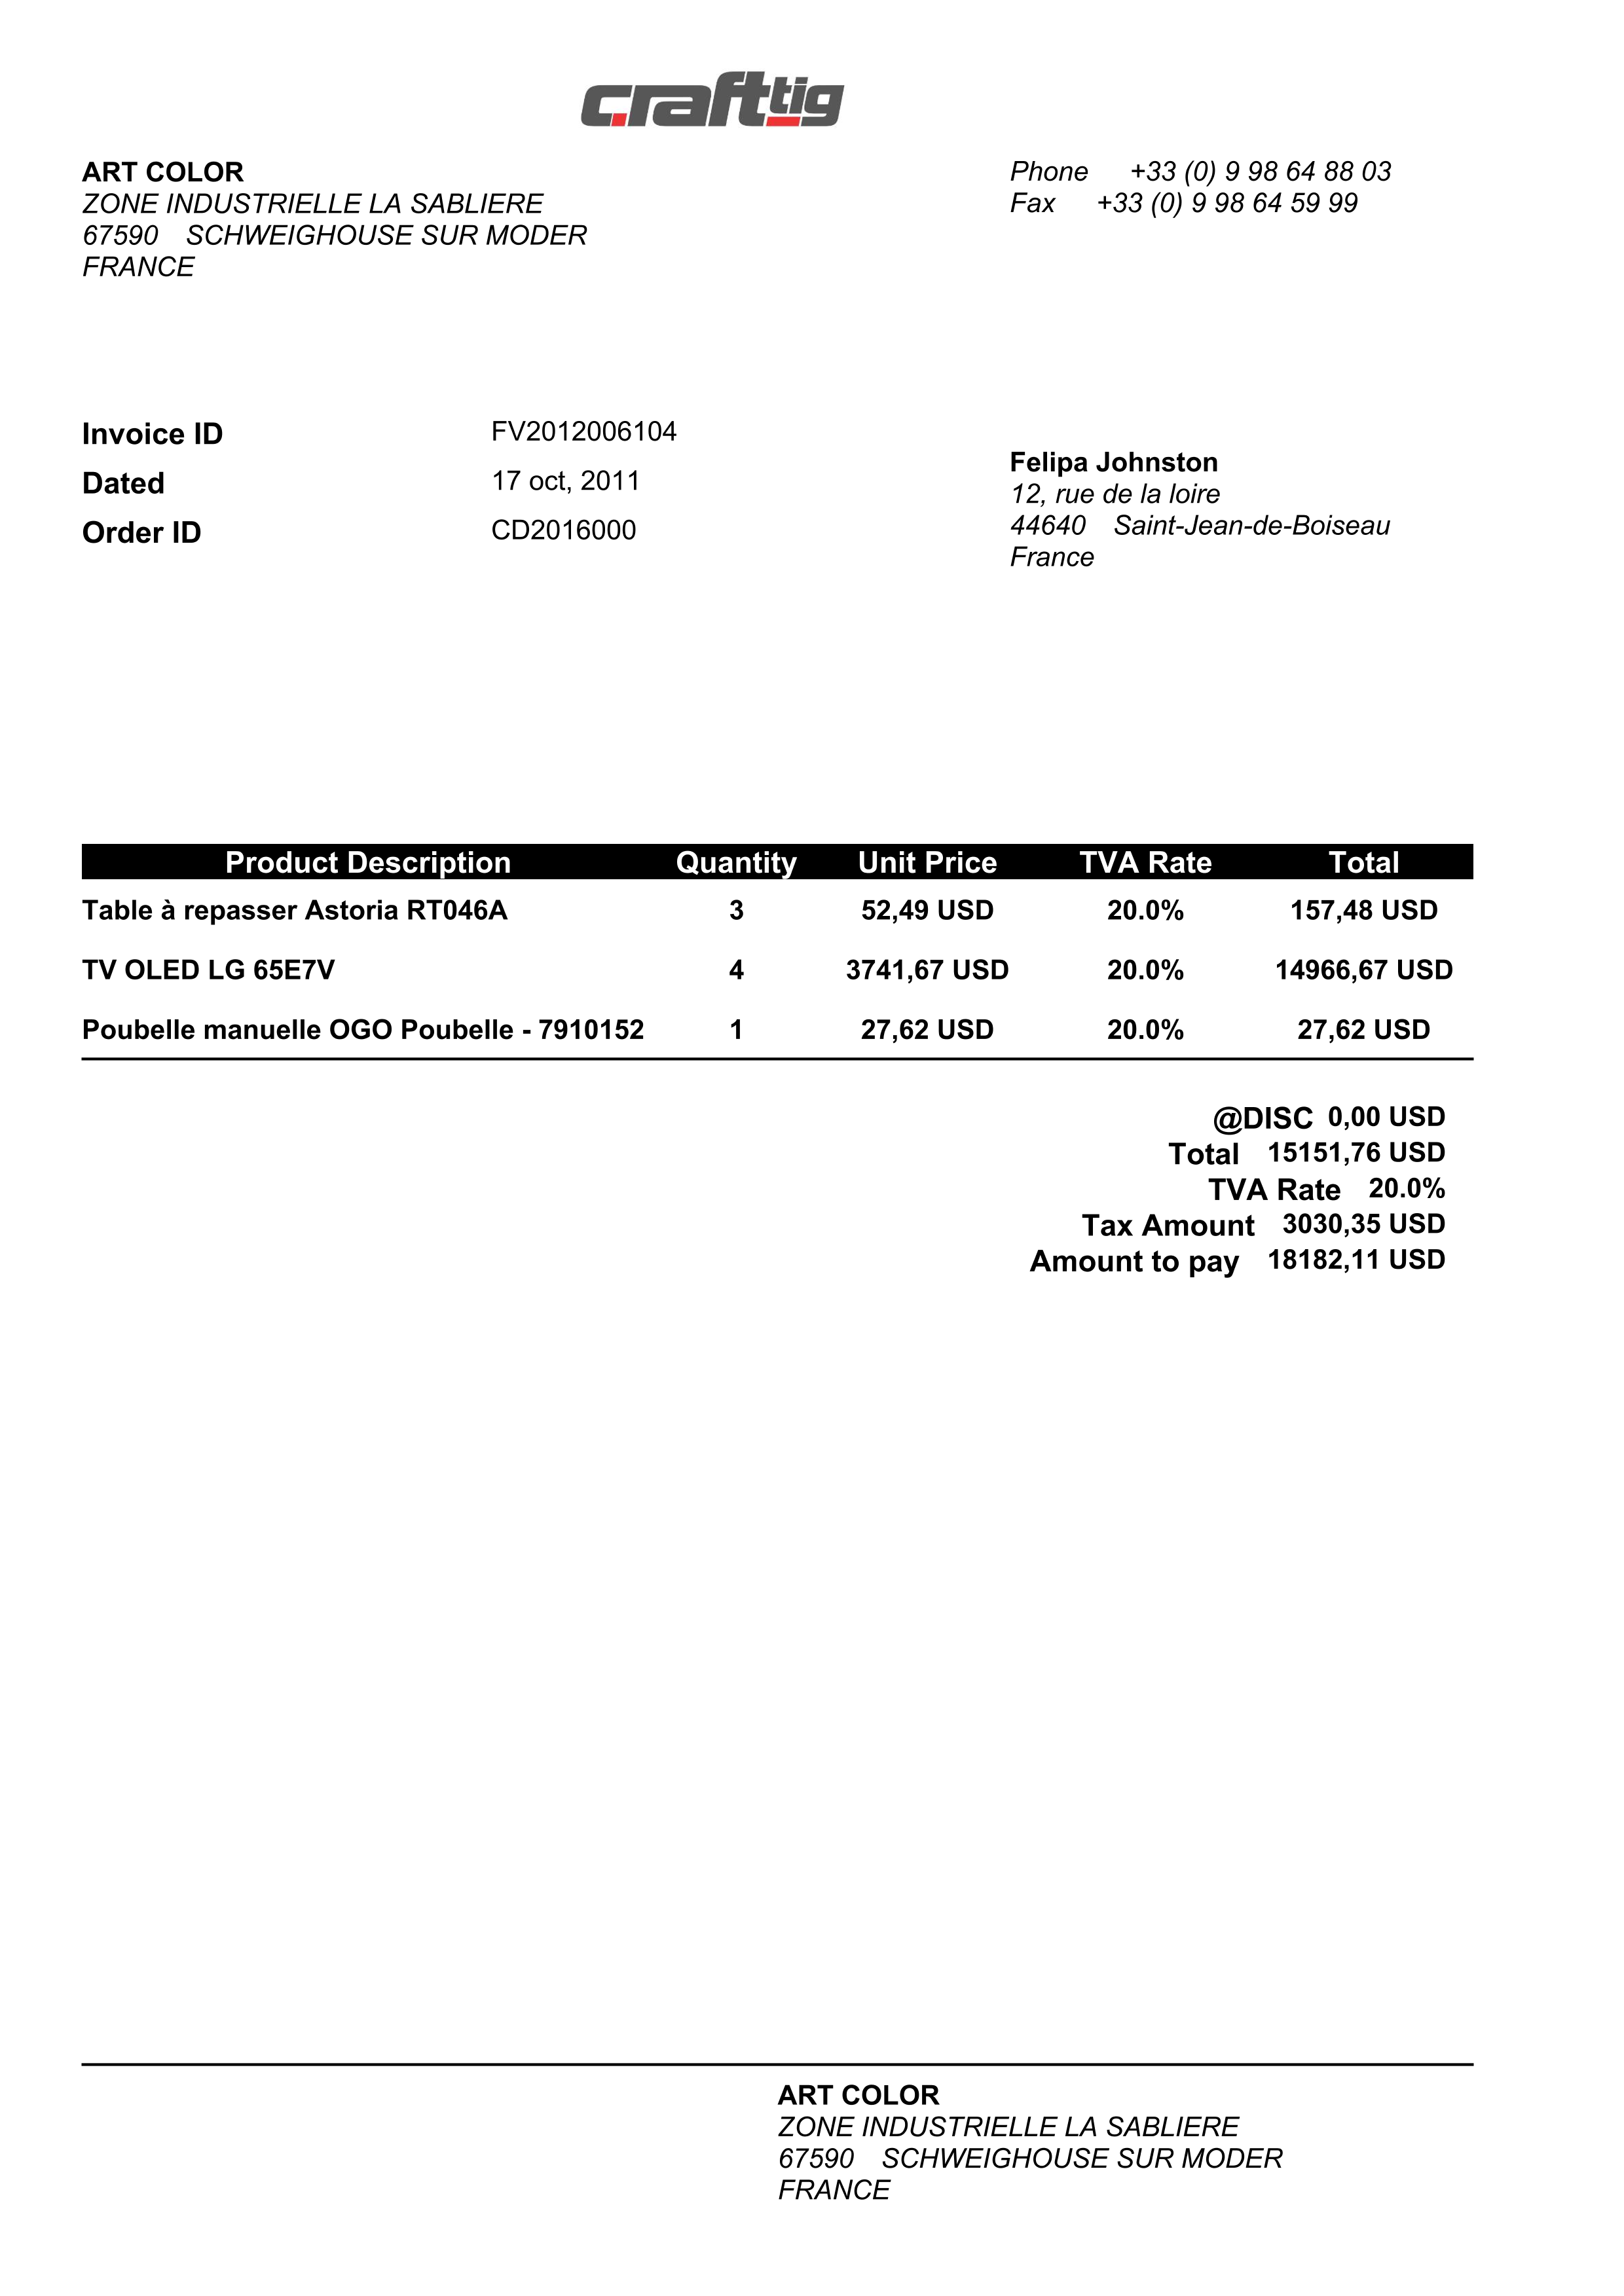 crafttig
ART COLOR
ZONE INDUSTRIELLE LA SABLIERE
67590 SCHWEIGHOUSE SUR MODER
FRANCE
Phone +33 (0) 9 98 64 88 03
Fax +33 (0) 9 98 64 59 99
Invoice ID FV2012006104
Dated 17 oct, 2011
Order ID CD2016000
Felipa Johnston
12, rue de la loire
44640 Saint-Jean-de-Boiseau
France
Product Description Quantity Unit Price TVA Rate Total
Table à repasser Astoria RT046A 3 52,49 USD 20.0% 157,48 USD
TV OLED LG 65E7V 4 3741,67 USD 20.0% 14966,67 USD
Poubelle manuelle OGO Poubelle - 7910152 1 27,62 USD 20.0% 27,62 USD
@DISC 0,00 USD
Total 15151,76 USD
TVA Rate 20.0%
Tax Amount 3030,35 USD
Amount to pay 18182,11 USD
ART COLOR
ZONE INDUSTRIELLE LA SABLIERE
67590 SCHWEIGHOUSE SUR MODER
FRANCE